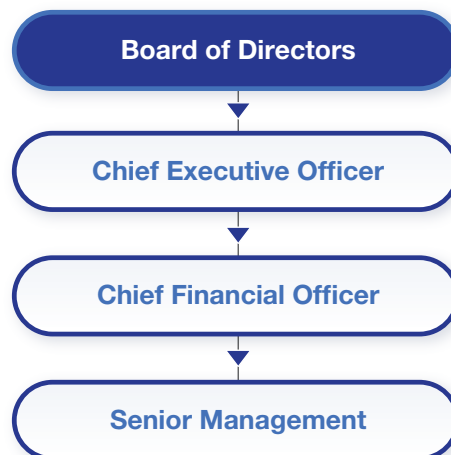 Board of Directors
Chief Executive Officer
Chief Financial Officer
Senior Management